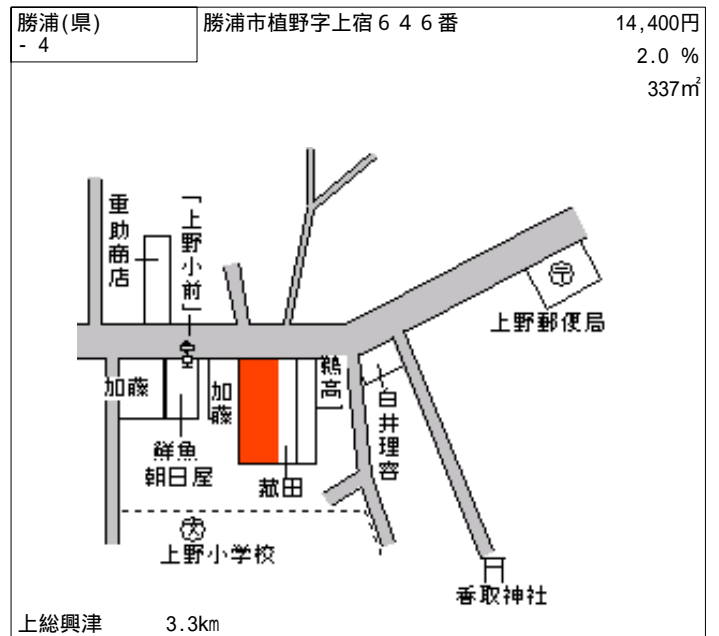 勝浦(県)
- 4
勝浦市植野字上宿646番
14,400円
2.0 %
337㎡
重助商店
「上野小前」
上野郵便局
加藤
鮮魚
朝日屋
加藤
鵜高
白井理容
菰田
上野小学校
香取神社
上総興津 3.3km